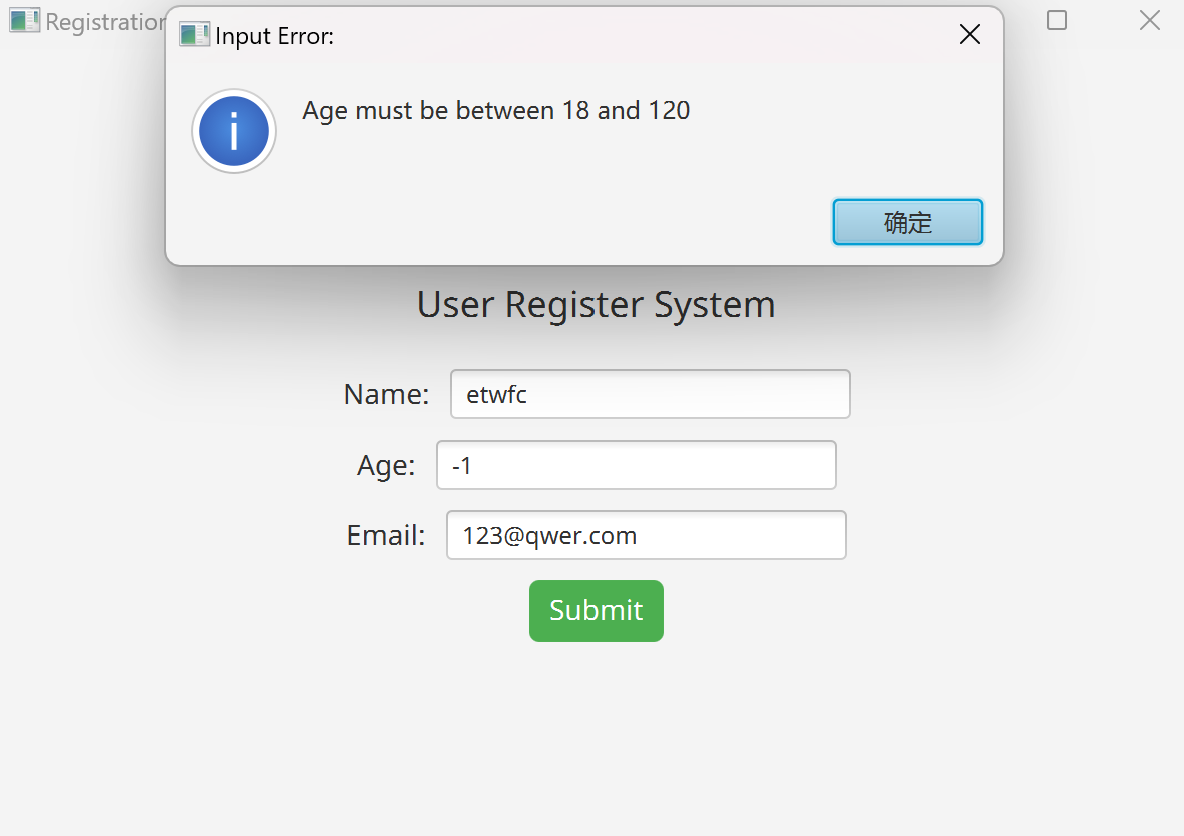 Registration
Input Error:
i
Age must be between 18 and 120
确定
User Register System
Name: etwfc
Age: -1
Email: 123@qwer.com
Submit